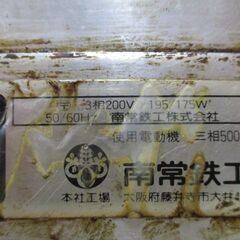 3相200V 195/175W
50/60Hz 南常鉄工株式会社
使用電動機 三相500
南常鉄工
本社工場 大阪府藤井寺市大井